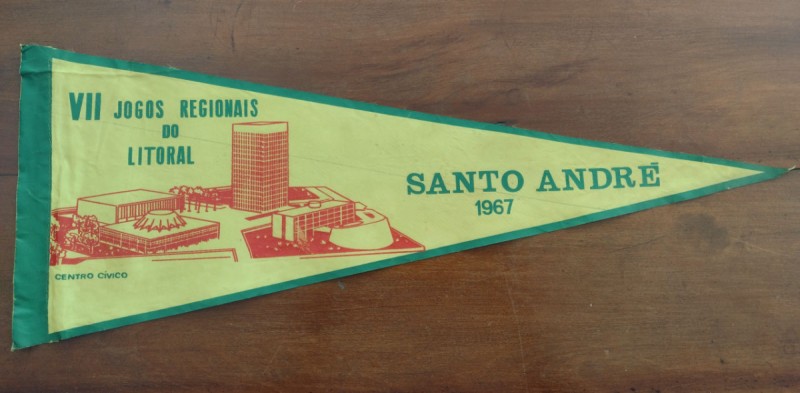 VII JOGOS REGIONAIS
DO
LITORAL
SANTO ANDRÉ
1967
CENTRO CÍVICO